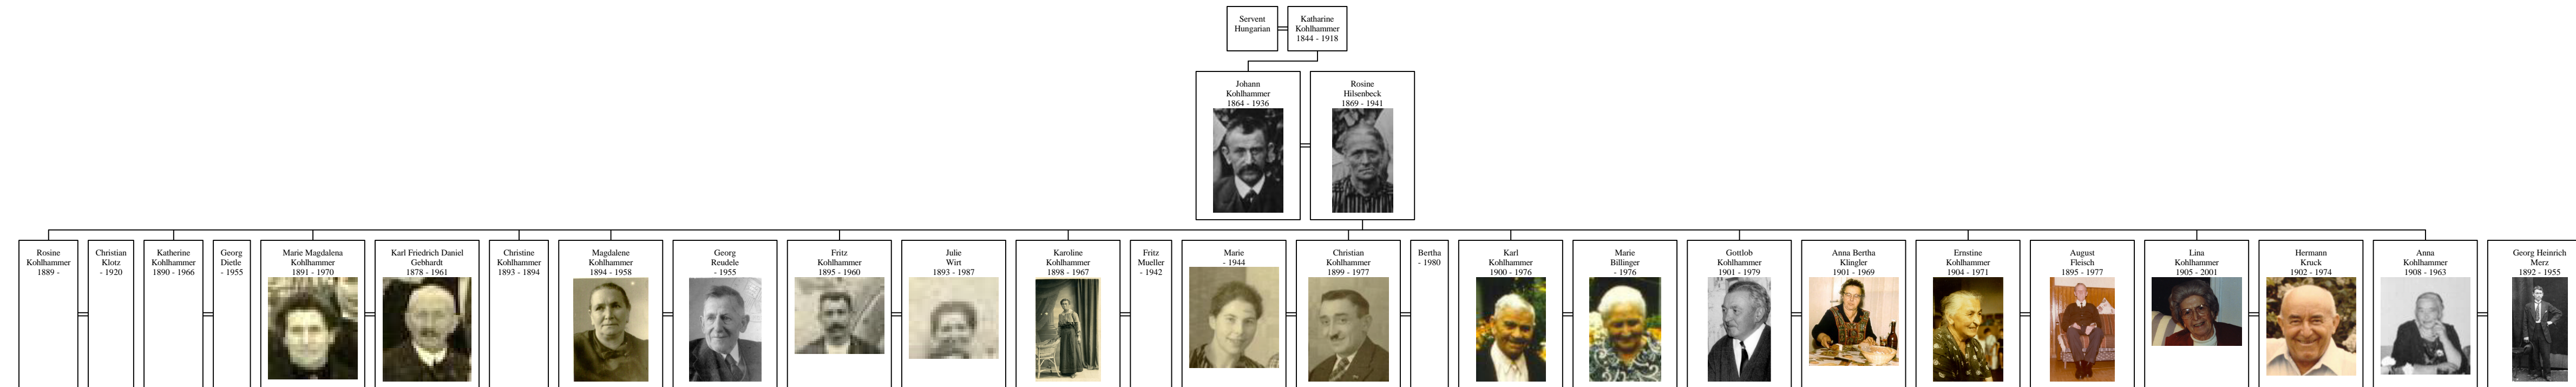 Servent
Hungarian
Katharine
Kohlhammer
1844 - 1918
Johann
Kohlhammer
1864 - 1936
Rosine
Hilsenbeck
1869 - 1941
Rosine
Kohlhammer
1889 -
Christian
Klotz
- 1920
Katherine
Kohlhammer
1890 - 1966
Georg
Dietle
- 1955
Marie Magdalena
Kohlhammer
1891 - 1970
Karl Friedrich Daniel
Gebhardt
1878 - 1961
Christine
Kohlhammer
1893 - 1894
Magdalene
Kohlhammer
1894 - 1958
Georg
Reudele
- 1955
Fritz
Kohlhammer
1895 - 1960
Julie
Wirt
1893 - 1987
Karoline
Kohlhammer
1898 - 1967
Fritz
Mueller
- 1942
Marie
- 1944
Christian
Kohlhammer
1899 - 1977
Bertha
- 1980
Karl
Kohlhammer
1900 - 1976
Marie
Billinger
- 1976
Gottlob
Kohlhammer
1901 - 1979
Anna Bertha
Klingler
1901 - 1969
Ernstine
Kohlhammer
1904 - 1971
August
Fleisch
1895 - 1977
Lina
Kohlhammer
1905 - 2001
Hermann
Kruck
1902 - 1974
Anna
Kohlhammer
1908 - 1963
Georg Heinrich
Merz
1892 - 1955